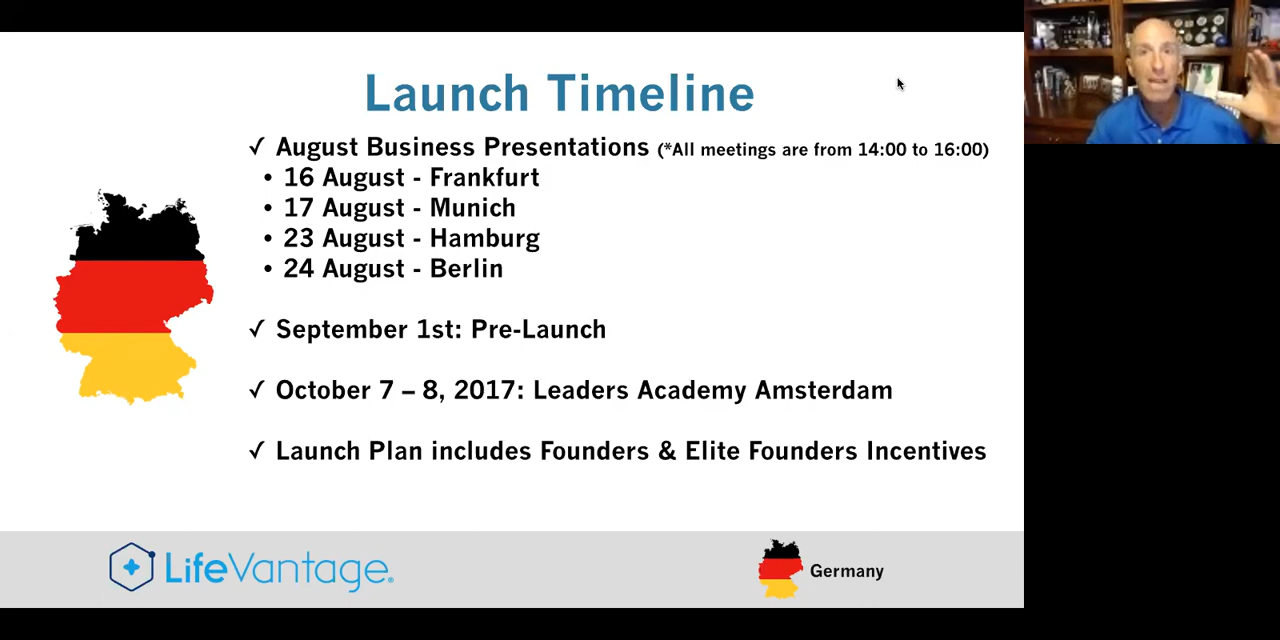 Launch Timeline
✓ August Business Presentations (*All meetings are from 14:00 to 16:00)
• 16 August - Frankfurt
• 17 August - Munich
• 23 August - Hamburg
• 24 August - Berlin
✓ September 1st: Pre-Launch
✓ October 7 – 8, 2017: Leaders Academy Amsterdam
✓ Launch Plan includes Founders & Elite Founders Incentives
LifeVantage®
Germany